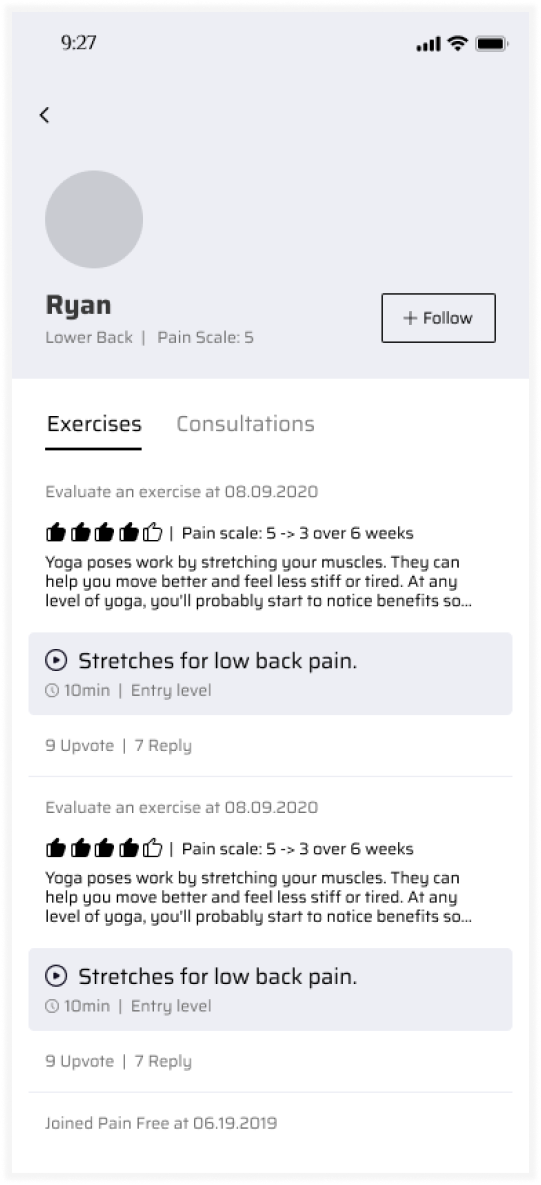 9:27
Ryan
Lower Back | Pain Scale: 5
+ Follow
Exercises Consultations
Evaluate an exercise at 08.09.2020
| Pain scale: 5 -> 3 over 6 weeks
Yoga poses work by stretching your muscles. They can
help you move better and feel less stiff or tired. At any
level of yoga, you'll probably start to notice benefits so...
Stretches for low back pain.
10min | Entry level
9 Upvote | 7 Reply
Evaluate an exercise at 08.09.2020
| Pain scale: 5 -> 3 over 6 weeks
Yoga poses work by stretching your muscles. They can
help you move better and feel less stiff or tired. At any
level of yoga, you'll probably start to notice benefits so...
Stretches for low back pain.
10min | Entry level
9 Upvote | 7 Reply
Joined Pain Free at 06.19.2019